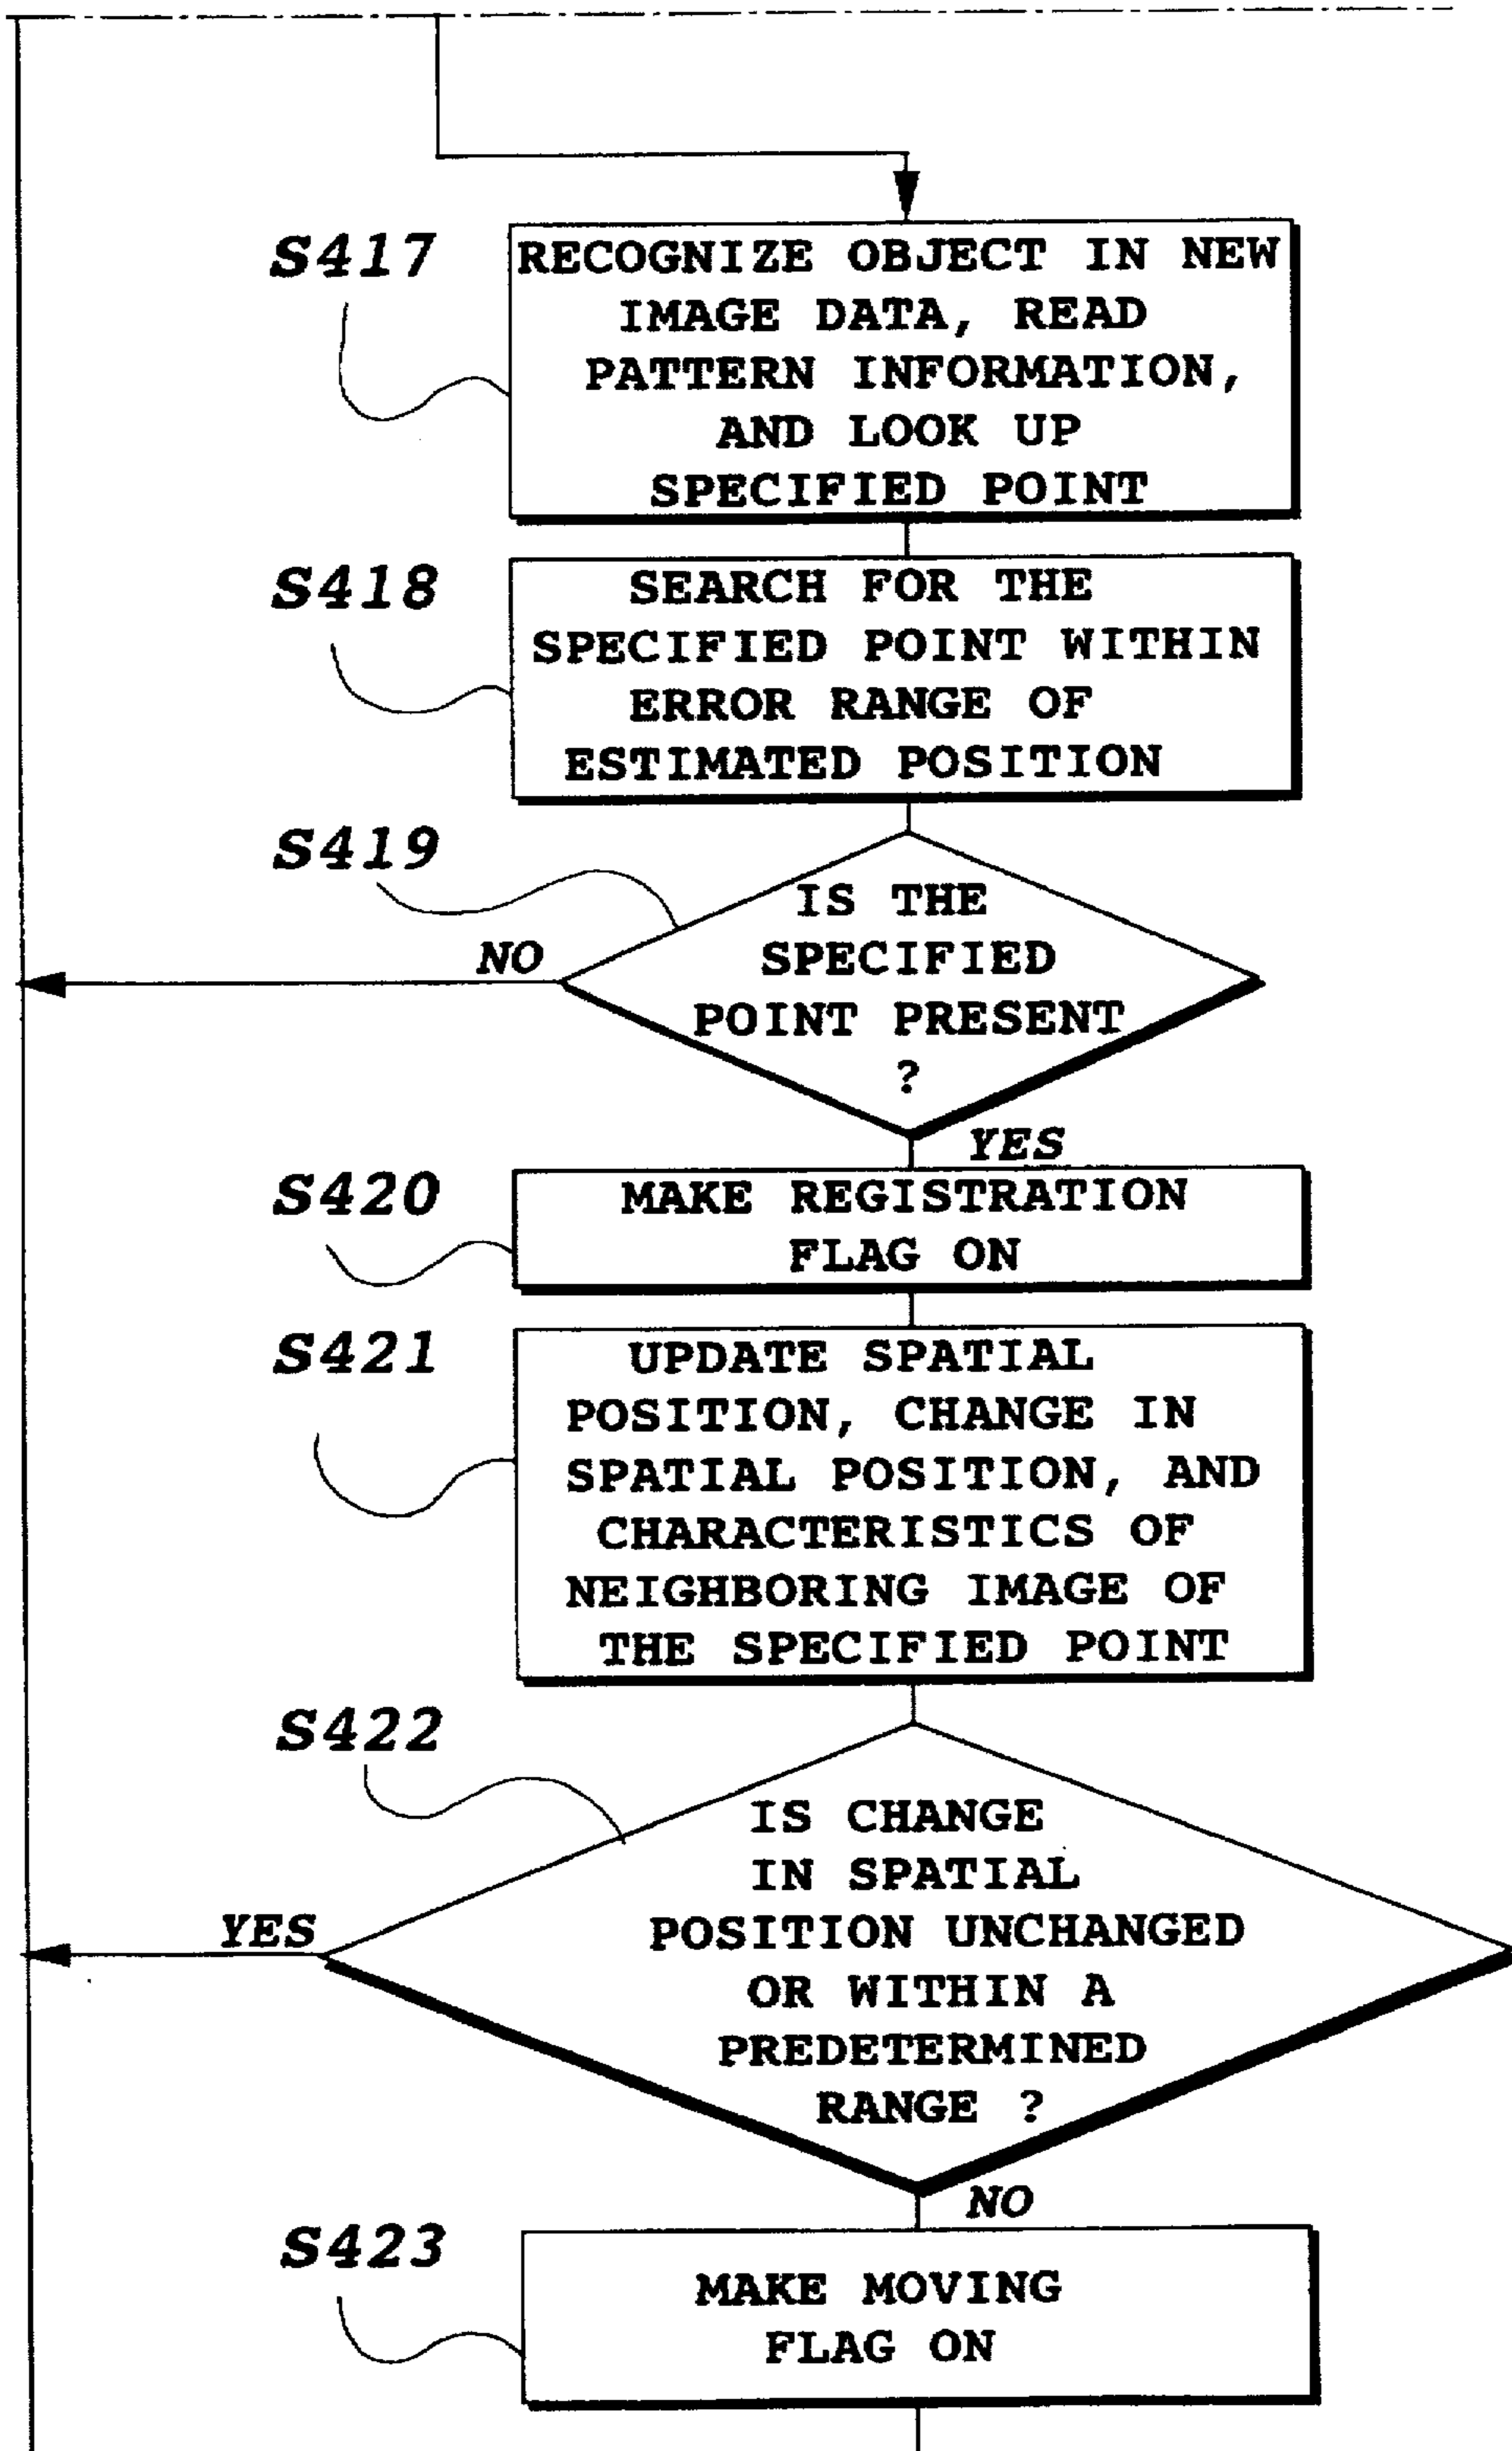 S417
RECOGNIZE OBJECT IN NEW
IMAGE DATA, READ
PATTERN INFORMATION,
AND LOOK UP
SPECIFIED POINT
S418
SEARCH FOR THE
SPECIFIED POINT WITHIN
ERROR RANGE OF
ESTIMATED POSITION
S419
IS THE
SPECIFIED
POINT PRESENT
?
NO
YES
S420
MAKE REGISTRATION
FLAG ON
S421
UPDATE SPATIAL
POSITION, CHANGE IN
SPATIAL POSITION, AND
CHARACTERISTICS OF
NEIGHBORING IMAGE OF
THE SPECIFIED POINT
S422
IS CHANGE
IN SPATIAL
POSITION UNCHANGED
OR WITHIN A
PREDETERMINED
RANGE ?
YES
NO
S423
MAKE MOVING
FLAG ON